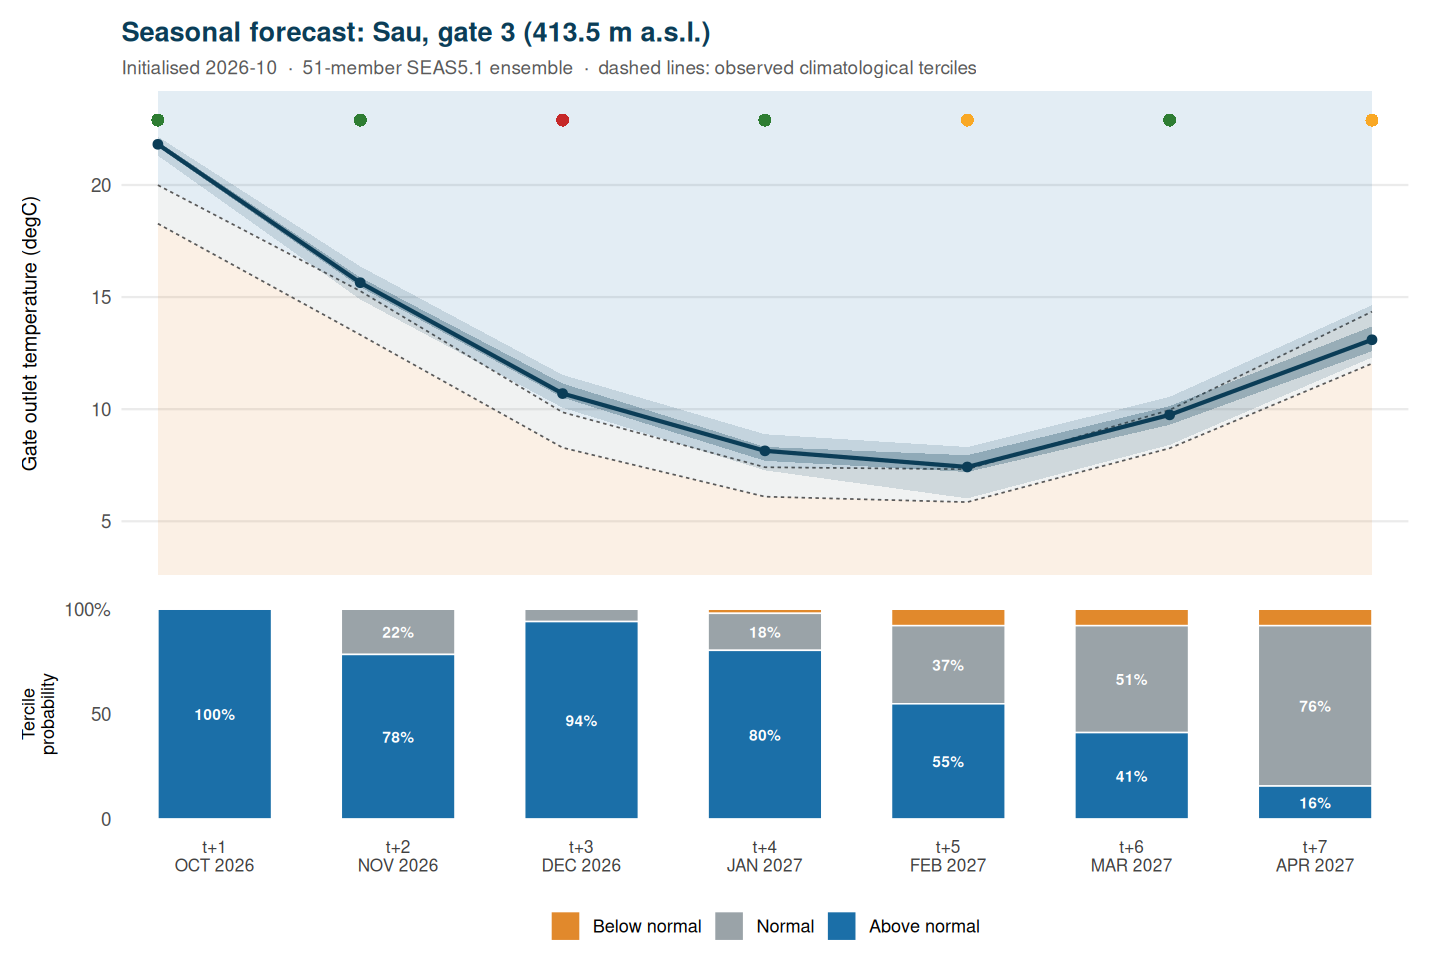 Seasonal forecast: Sau, gate 3 (413.5 m a.s.l.)
Initialised 2026-10 · 51-member SEAS5.1 ensemble · dashed lines: observed climatological terciles
Gate outlet temperature (degC)
20
15
10
5
Tercile
probability
100%
50
0
100%
22%
78%
94%
18%
80%
37%
55%
51%
41%
76%
16%
t+1
OCT 2026
t+2
NOV 2026
t+3
DEC 2026
t+4
JAN 2027
t+5
FEB 2027
t+6
MAR 2027
t+7
APR 2027
Below normal
Normal
Above normal